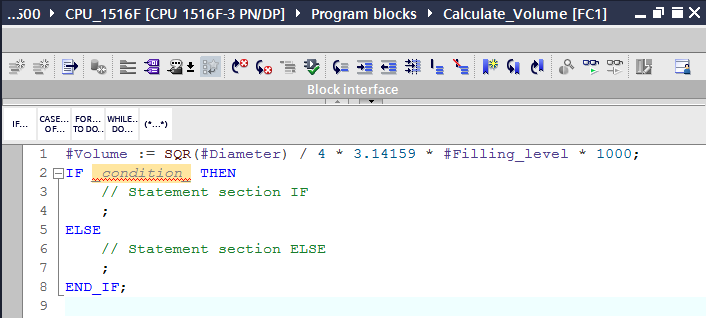 ...500 ▸ CPU_1516F [CPU 1516F-3 PN/DP] ▸ Program blocks ▸ Calculate_Volume [FC1]
Block interface
IF... CASE... OF... FOR... TO DO... WHILE... DO... (*...*)
1 #Volume := SQR(#Diameter) / 4 * 3.14159 * #Filling_level * 1000;
2 IF _condition_ THEN
3 // Statement section IF
4 ;
5 ELSE
6 // Statement section ELSE
7 ;
8 END_IF;
9